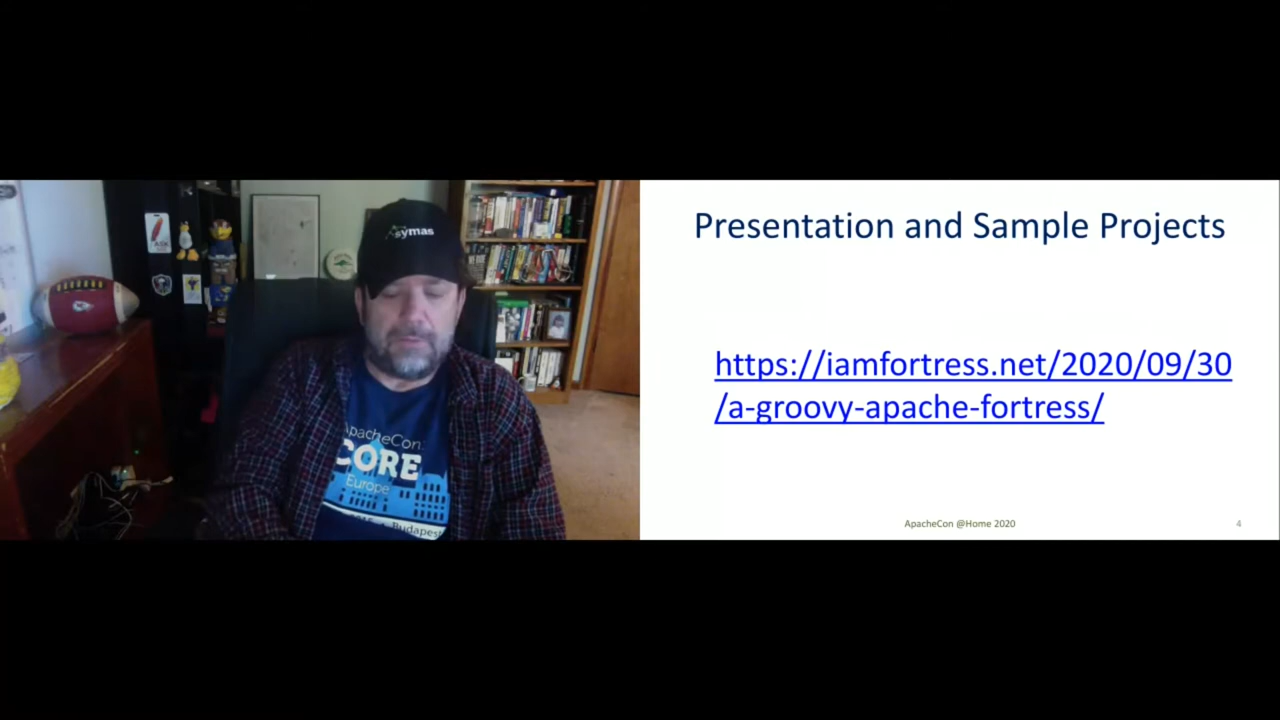 symas
ApacheCon:
CORE
Europe
Budapest
Presentation and Sample Projects
https://iamfortress.net/2020/09/30
/a-groovy-apache-fortress/
ApacheCon @Home 2020
4